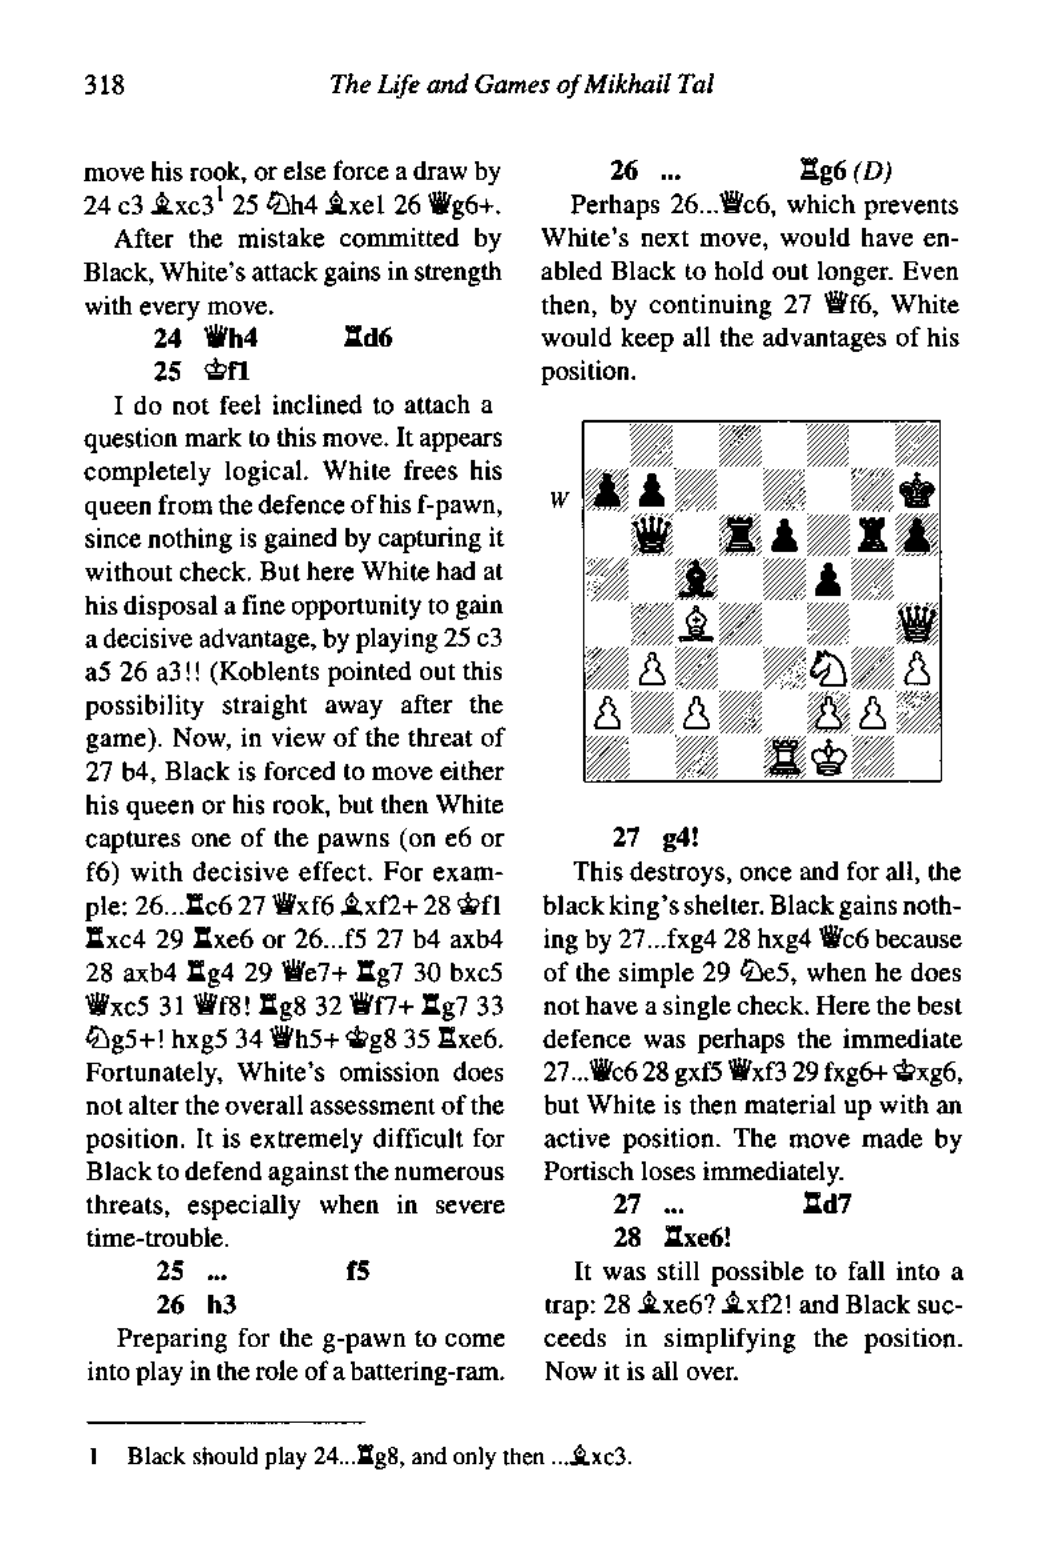 318 The Life and Games of Mikhail Tal
move his rook, or else force a draw by
24 c3 ♗xc3¹ 25 ♘h4 ♗xe1 26 ♕g6+.
After the mistake committed by
Black, White's attack gains in strength
with every move.
24 ♕h4 ♖d6
25 ♔f1
I do not feel inclined to attach a
question mark to this move. It appears
completely logical. White frees his
queen from the defence of his f-pawn,
since nothing is gained by capturing it
without check. But here White had at
his disposal a fine opportunity to gain
a decisive advantage, by playing 25 c3
a5 26 a3!! (Koblents pointed out this
possibility straight away after the
game). Now, in view of the threat of
27 b4, Black is forced to move either
his queen or his rook, but then White
captures one of the pawns (on e6 or
f6) with decisive effect. For exam-
ple: 26...♖c6 27 ♕xf6 ♗xf2+ 28 ♔f1
♖xc4 29 ♖xe6 or 26...f5 27 b4 axb4
28 axb4 ♖g4 29 ♕e7+ ♖g7 30 bxc5
♕xc5 31 ♕f8! ♖g8 32 ♕f7+ ♖g7 33
♘g5+! hxg5 34 ♕h5+ ♔g8 35 ♖xe6.
Fortunately, White's omission does
not alter the overall assessment of the
position. It is extremely difficult for
Black to defend against the numerous
threats, especially when in severe
time-trouble.
25 ... f5
26 h3
Preparing for the g-pawn to come
into play in the role of a battering-ram.
26 ... ♖g6 (D)
Perhaps 26...♕c6, which prevents
White's next move, would have en-
abled Black to hold out longer. Even
then, by continuing 27 ♕f6, White
would keep all the advantages of his
position.
W
27 g4!
This destroys, once and for all, the
black king's shelter. Black gains noth-
ing by 27...fxg4 28 hxg4 ♕c6 because
of the simple 29 ♘e5, when he does
not have a single check. Here the best
defence was perhaps the immediate
27...♕c6 28 gxf5 ♕xf3 29 fxg6+ ♔xg6,
but White is then material up with an
active position. The move made by
Portisch loses immediately.
27 ... ♖d7
28 ♖xe6!
It was still possible to fall into a
trap: 28 ♗xe6? ♗xf2! and Black suc-
ceeds in simplifying the position.
Now it is all over.
1 Black should play 24...♖g8, and only then ...♗xc3.